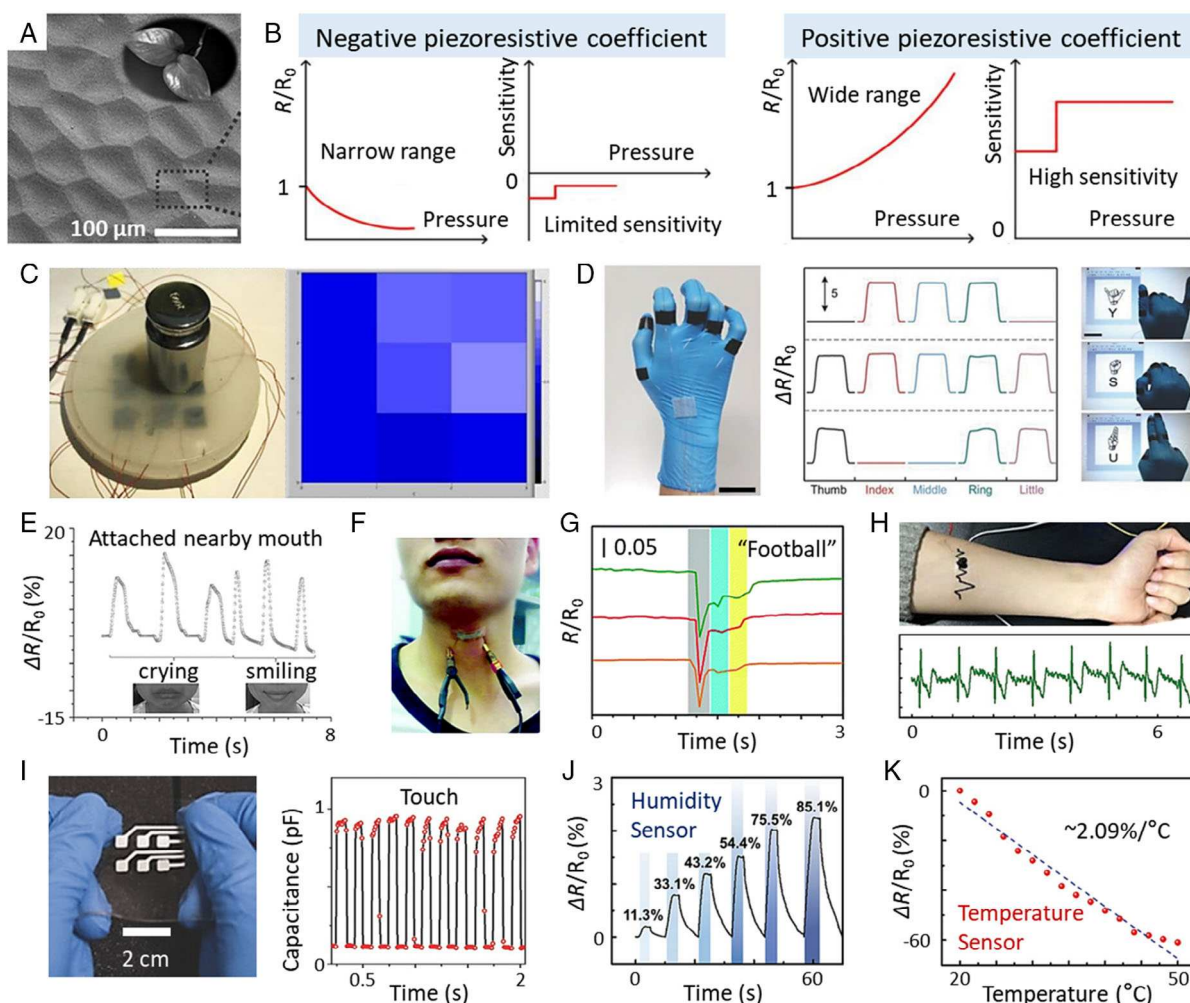 A
100 μm
B
Negative piezoresistive coefficient
R/R₀
1
Narrow range
Pressure
Sensitivity
0
Pressure
Limited sensitivity
Positive piezoresistive coefficient
R/R₀
1
Wide range
Pressure
Sensitivity
0
High sensitivity
Pressure
C
D
ΔR/R₀
5
Thumb
Index
Middle
Ring
Little
Y
S
U
E
ΔR/R₀ (%)
20
-15
Attached nearby mouth
crying
smiling
0
8
Time (s)
F
G
R/R₀
0.05
"Football"
0
3
Time (s)
H
0
2
4
6
Time (s)
I
2 cm
Capacitance (pF)
1
0
Touch
0.5
2
Time (s)
J
ΔR/R₀ (%)
3
0
Humidity
Sensor
11.3%
33.1%
43.2%
54.4%
75.5%
85.1%
0
60
Time (s)
K
ΔR/R₀ (%)
0
-60
~2.09%/°C
Temperature
Sensor
20
50
Temperature (°C)